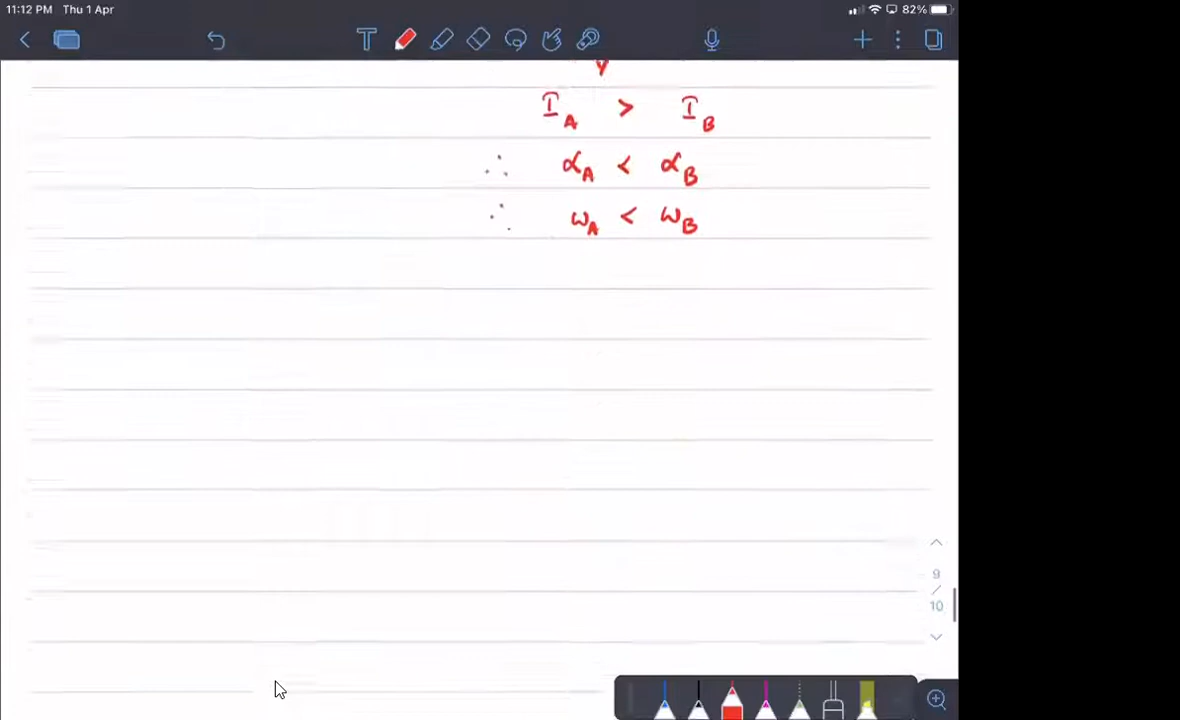 11:12 PM Thu 1 Apr 82%
T
I_A > I_B
∴ α_A < α_B
∴ ω_A < ω_B
9
/
10